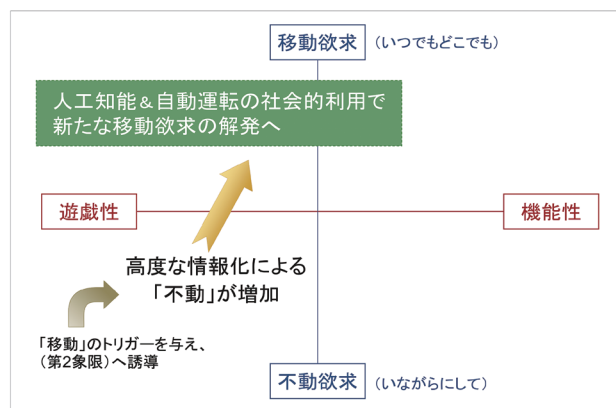 移動欲求 (いつでもどこでも)
人工知能&自動運転の社会的利用で
新たな移動欲求の解発へ
遊戯性
機能性
高度な情報化による
「不動」が増加
「移動」のトリガーを与え、
(第2象限)へ誘導
不動欲求 (いながらにして)